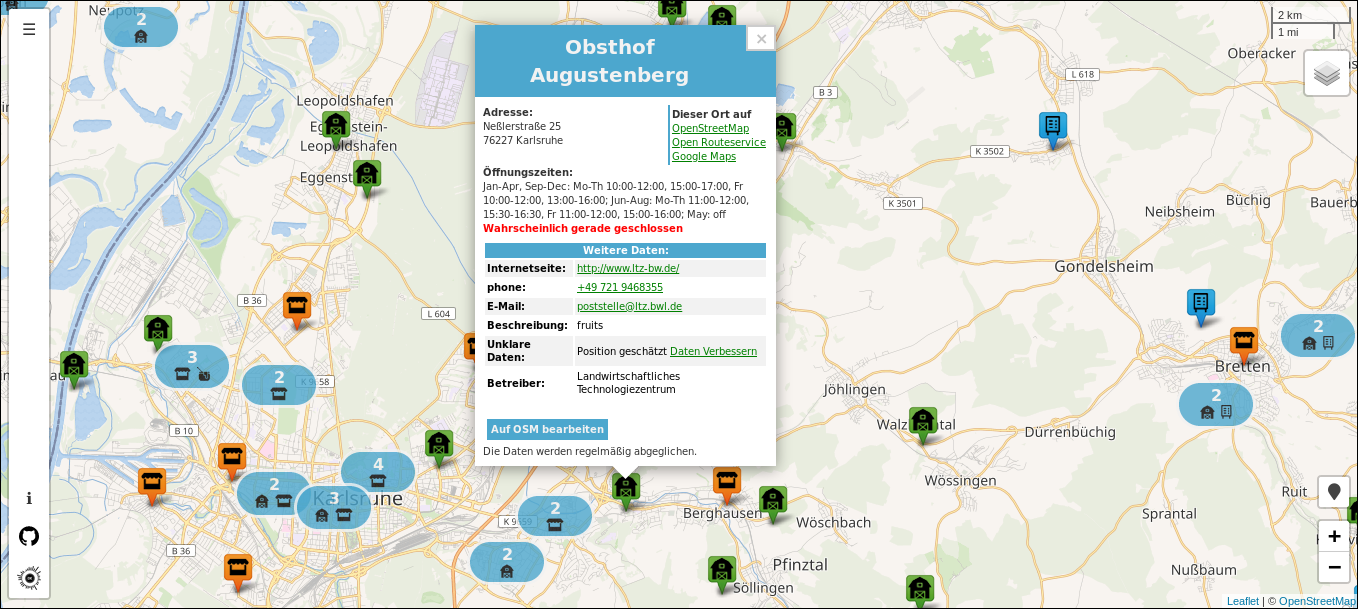 Neupotz
2
☰
Obsthof
Augustenberg
×
Adresse:
Neßlerstraße 25
76227 Karlsruhe
Dieser Ort auf
OpenStreetMap
Open Routeservice
Google Maps
Öffnungszeiten:
Jan-Apr, Sep-Dec: Mo-Th 10:00-12:00, 15:00-17:00, Fr
10:00-12:00, 13:00-16:00; Jun-Aug: Mo-Th 11:00-12:00,
15:30-16:30, Fr 11:00-12:00, 15:00-16:00; May: off
Wahrscheinlich gerade geschlossen
Weitere Daten:
Internetseite: http://www.ltz-bw.de/
phone: +49 721 9468355
E-Mail: poststelle@ltz.bwl.de
Beschreibung: fruits
Unklare
Daten: Position geschätzt Daten Verbessern
Betreiber: Landwirtschaftliches
Technologiezentrum
Auf OSM bearbeiten
Die Daten werden regelmäßig abgeglichen.
2 km
1 mi
Oberacker
L 618
B 3
K 3502
K 3501
Büchig
Neibsheim
Bauerb
Gondelsheim
Leopoldshafen
Leopoldshafen
Eggenst
B 36
L 604
3
2
2
Bretten
2
Jöhlingen
Dürrenbüchig
Wössingen
B 10
4
2
Karlsruhe
3
2
2
B 36
Berghausen
Wöschbach
Pfinztal
Söllingen
Ruit
Sprantal
Nußbaum
i
+
−
Leaflet | © OpenStreetMap